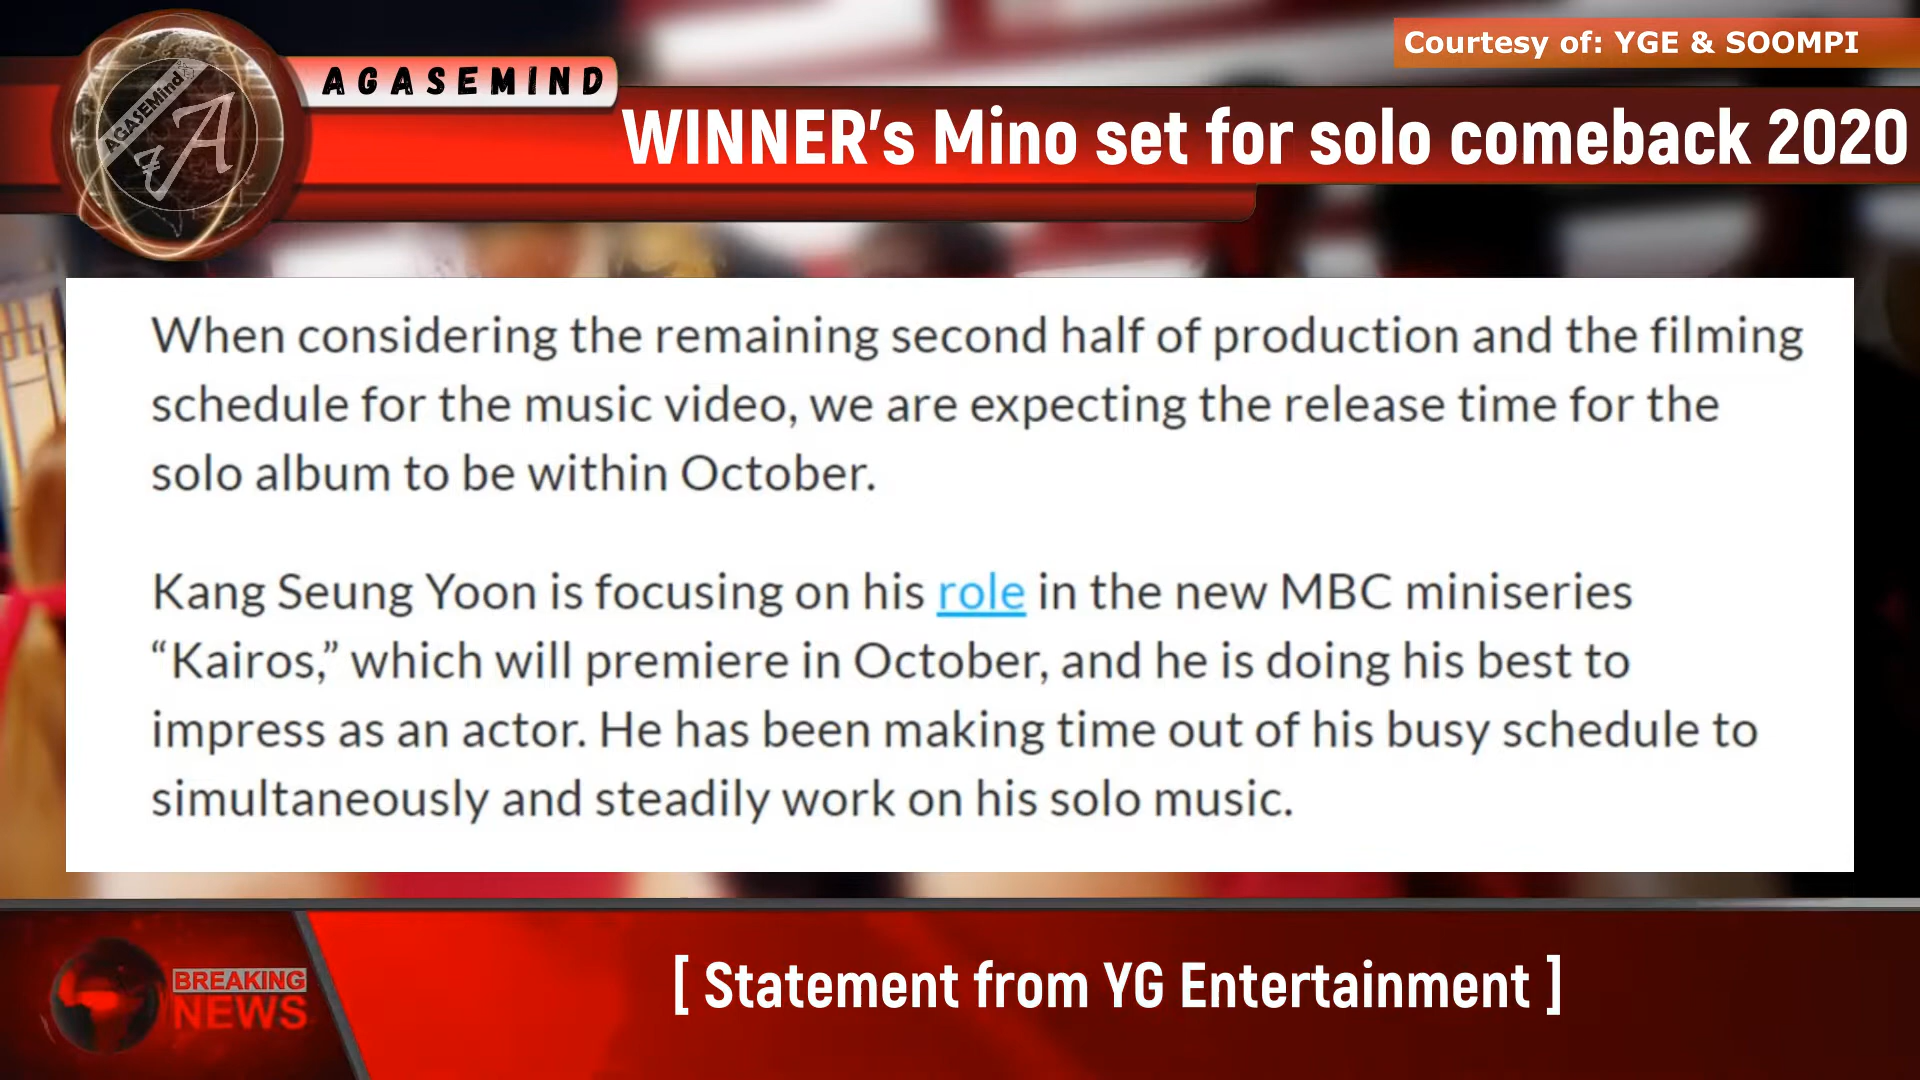 Courtesy of: YGE & SOOMPI
AGASEMIND
AGASEMind
A
WINNER's Mino set for solo comeback 2020
When considering the remaining second half of production and the filming
schedule for the music video, we are expecting the release time for the
solo album to be within October.
Kang Seung Yoon is focusing on his role in the new MBC miniseries
“Kairos,” which will premiere in October, and he is doing his best to
impress as an actor. He has been making time out of his busy schedule to
simultaneously and steadily work on his solo music.
BREAKING
NEWS
[ Statement from YG Entertainment ]